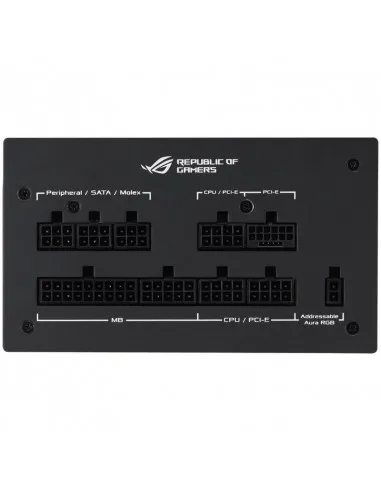 REPUBLIC OF
GAMERS
Peripheral / SATA / Molex
CPU / PCI-E
PCI-E
MB
CPU / PCI-E
Addressable
Aura RGB